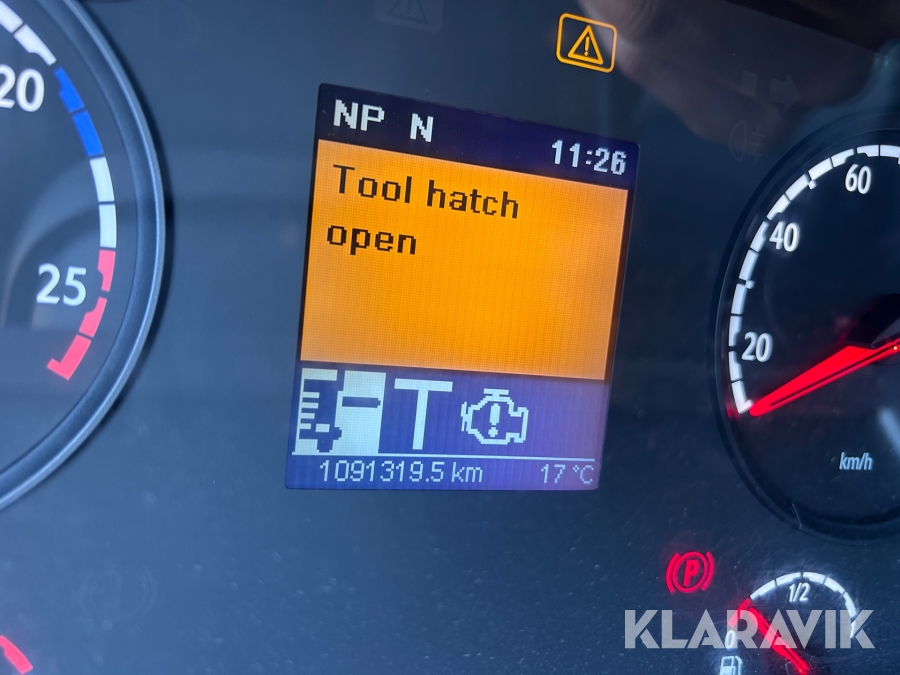 NP N 11:26
Tool hatch
open
T
1091319.5 km 17 °C
20
25
60
40
20
km/h
P
1/2
0
KLARAVIK